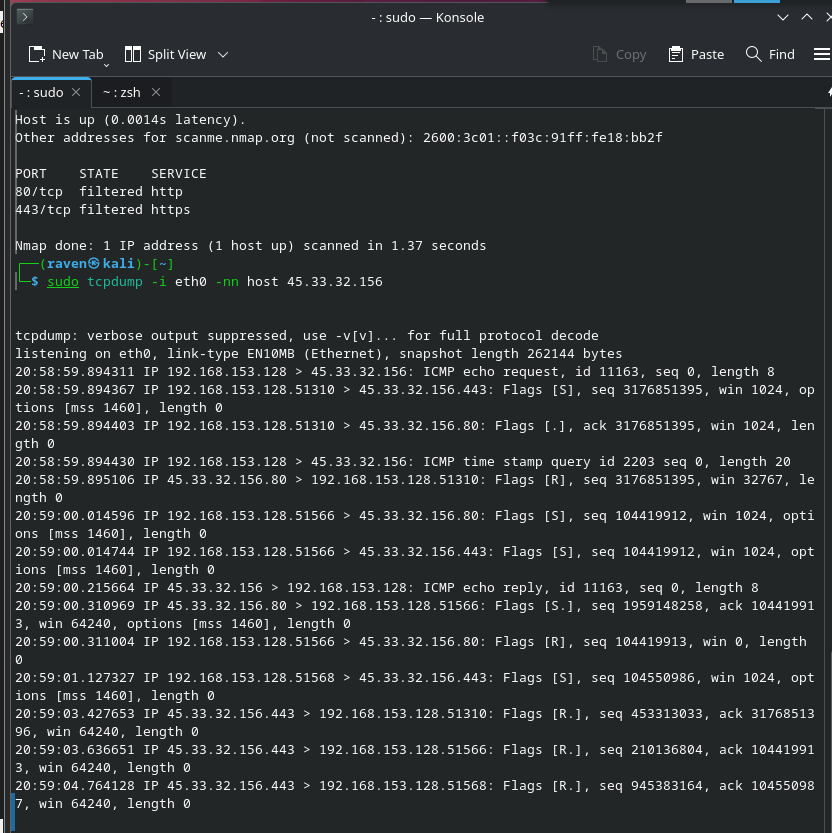 - : sudo — Konsole
New Tab
Split View
Copy
Paste
Find
- : sudo
~ : zsh
Host is up (0.0014s latency).
Other addresses for scanme.nmap.org (not scanned): 2600:3c01::f03c:91ff:fe18:bb2f
PORT    STATE    SERVICE
80/tcp  filtered http
443/tcp filtered https
Nmap done: 1 IP address (1 host up) scanned in 1.37 seconds
┌──(raven㉿kali)-[~]
└─$ sudo tcpdump -i eth0 -nn host 45.33.32.156
tcpdump: verbose output suppressed, use -v[v]... for full protocol decode
listening on eth0, link-type EN10MB (Ethernet), snapshot length 262144 bytes
20:58:59.894311 IP 192.168.153.128 > 45.33.32.156: ICMP echo request, id 11163, seq 0, length 8
20:58:59.894367 IP 192.168.153.128.51310 > 45.33.32.156.443: Flags [S], seq 3176851395, win 1024, op
tions [mss 1460], length 0
20:58:59.894403 IP 192.168.153.128.51310 > 45.33.32.156.80: Flags [.], ack 3176851395, win 1024, len
gth 0
20:58:59.894430 IP 192.168.153.128 > 45.33.32.156: ICMP time stamp query id 2203 seq 0, length 20
20:58:59.895106 IP 45.33.32.156.80 > 192.168.153.128.51310: Flags [R], seq 3176851395, win 32767, le
ngth 0
20:59:00.014596 IP 192.168.153.128.51566 > 45.33.32.156.80: Flags [S], seq 104419912, win 1024, opti
ons [mss 1460], length 0
20:59:00.014744 IP 192.168.153.128.51566 > 45.33.32.156.443: Flags [S], seq 104419912, win 1024, opt
ions [mss 1460], length 0
20:59:00.215664 IP 45.33.32.156 > 192.168.153.128: ICMP echo reply, id 11163, seq 0, length 8
20:59:00.310969 IP 45.33.32.156.80 > 192.168.153.128.51566: Flags [S.], seq 1959148258, ack 10441991
3, win 64240, options [mss 1460], length 0
20:59:00.311004 IP 192.168.153.128.51566 > 45.33.32.156.80: Flags [R], seq 104419913, win 0, length
0
20:59:01.127327 IP 192.168.153.128.51568 > 45.33.32.156.443: Flags [S], seq 104550986, win 1024, opt
ions [mss 1460], length 0
20:59:03.427653 IP 45.33.32.156.443 > 192.168.153.128.51310: Flags [R.], seq 453313033, ack 31768513
96, win 64240, length 0
20:59:03.636651 IP 45.33.32.156.443 > 192.168.153.128.51566: Flags [R.], seq 210136804, ack 10441991
3, win 64240, length 0
20:59:04.764128 IP 45.33.32.156.443 > 192.168.153.128.51568: Flags [R.], seq 945383164, ack 10455098
7, win 64240, length 0